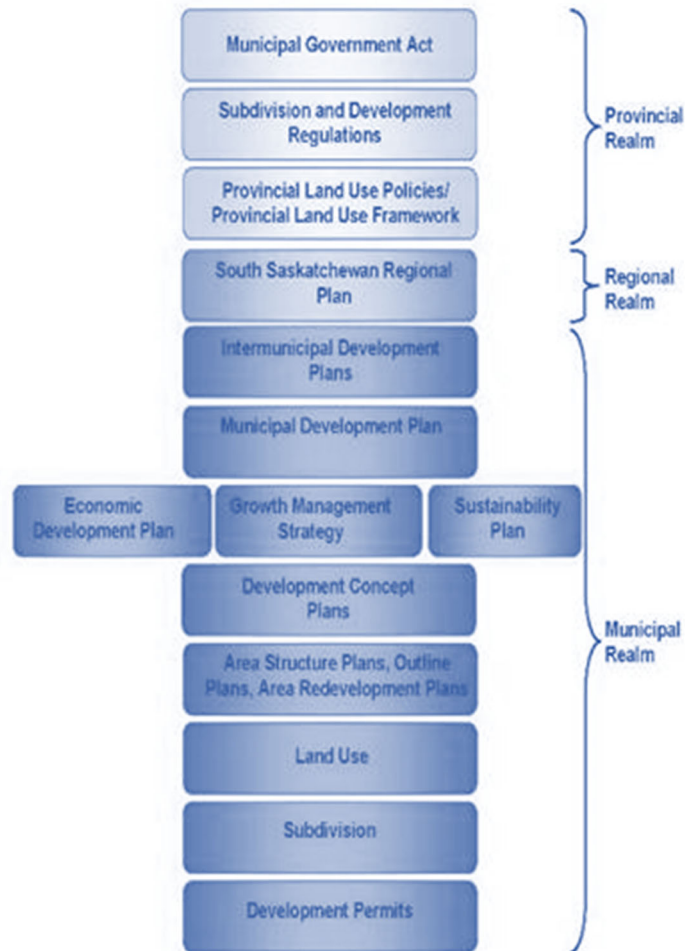 Municipal Government Act
Subdivision and Development
Regulations
Provincial Land Use Policies/
Provincial Land Use Framework
Provincial
Realm
South Saskatchewan Regional
Plan
Regional
Realm
Intermunicipal Development
Plans
Municipal Development Plan
Economic
Development Plan
Growth Management
Strategy
Sustainability
Plan
Development Concept
Plans
Area Structure Plans, Outline
Plans, Area Redevelopment Plans
Land Use
Subdivision
Development Permits
Municipal
Realm